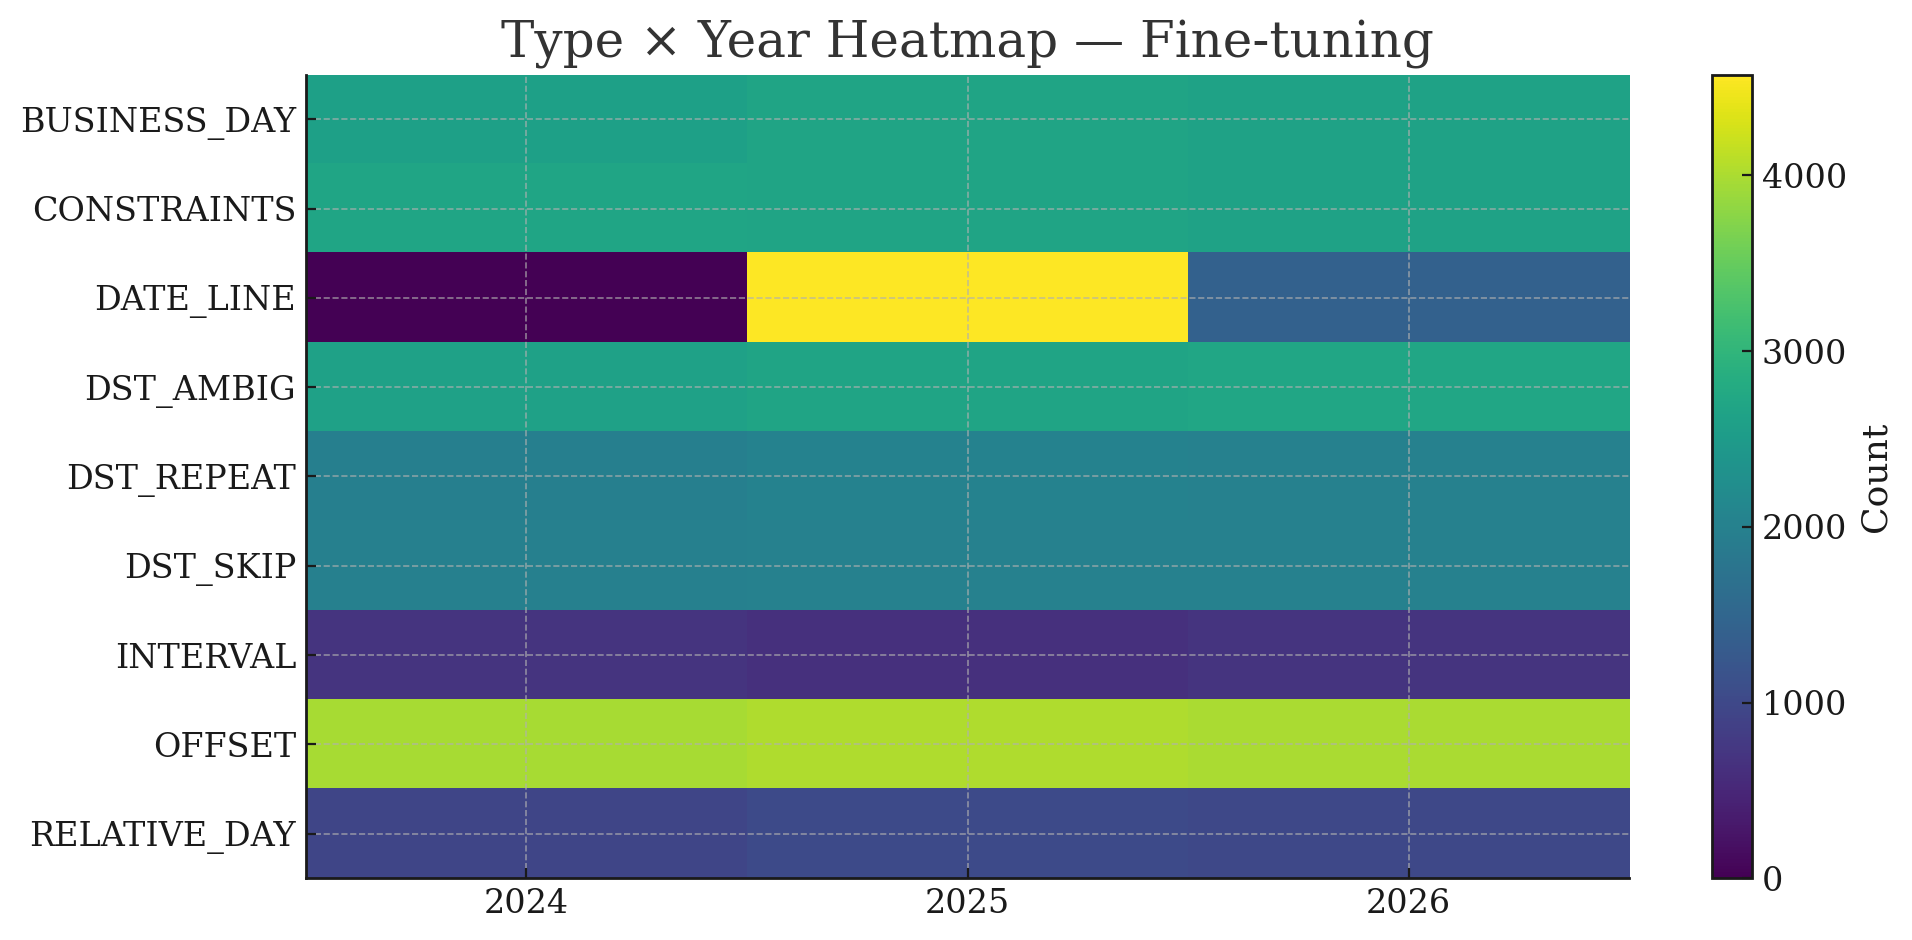 Type × Year Heatmap — Fine-tuning
BUSINESS_DAY
CONSTRAINTS
DATE_LINE
DST_AMBIG
DST_REPEAT
DST_SKIP
INTERVAL
OFFSET
RELATIVE_DAY
2024
2025
2026
4000
3000
2000
1000
0
Count